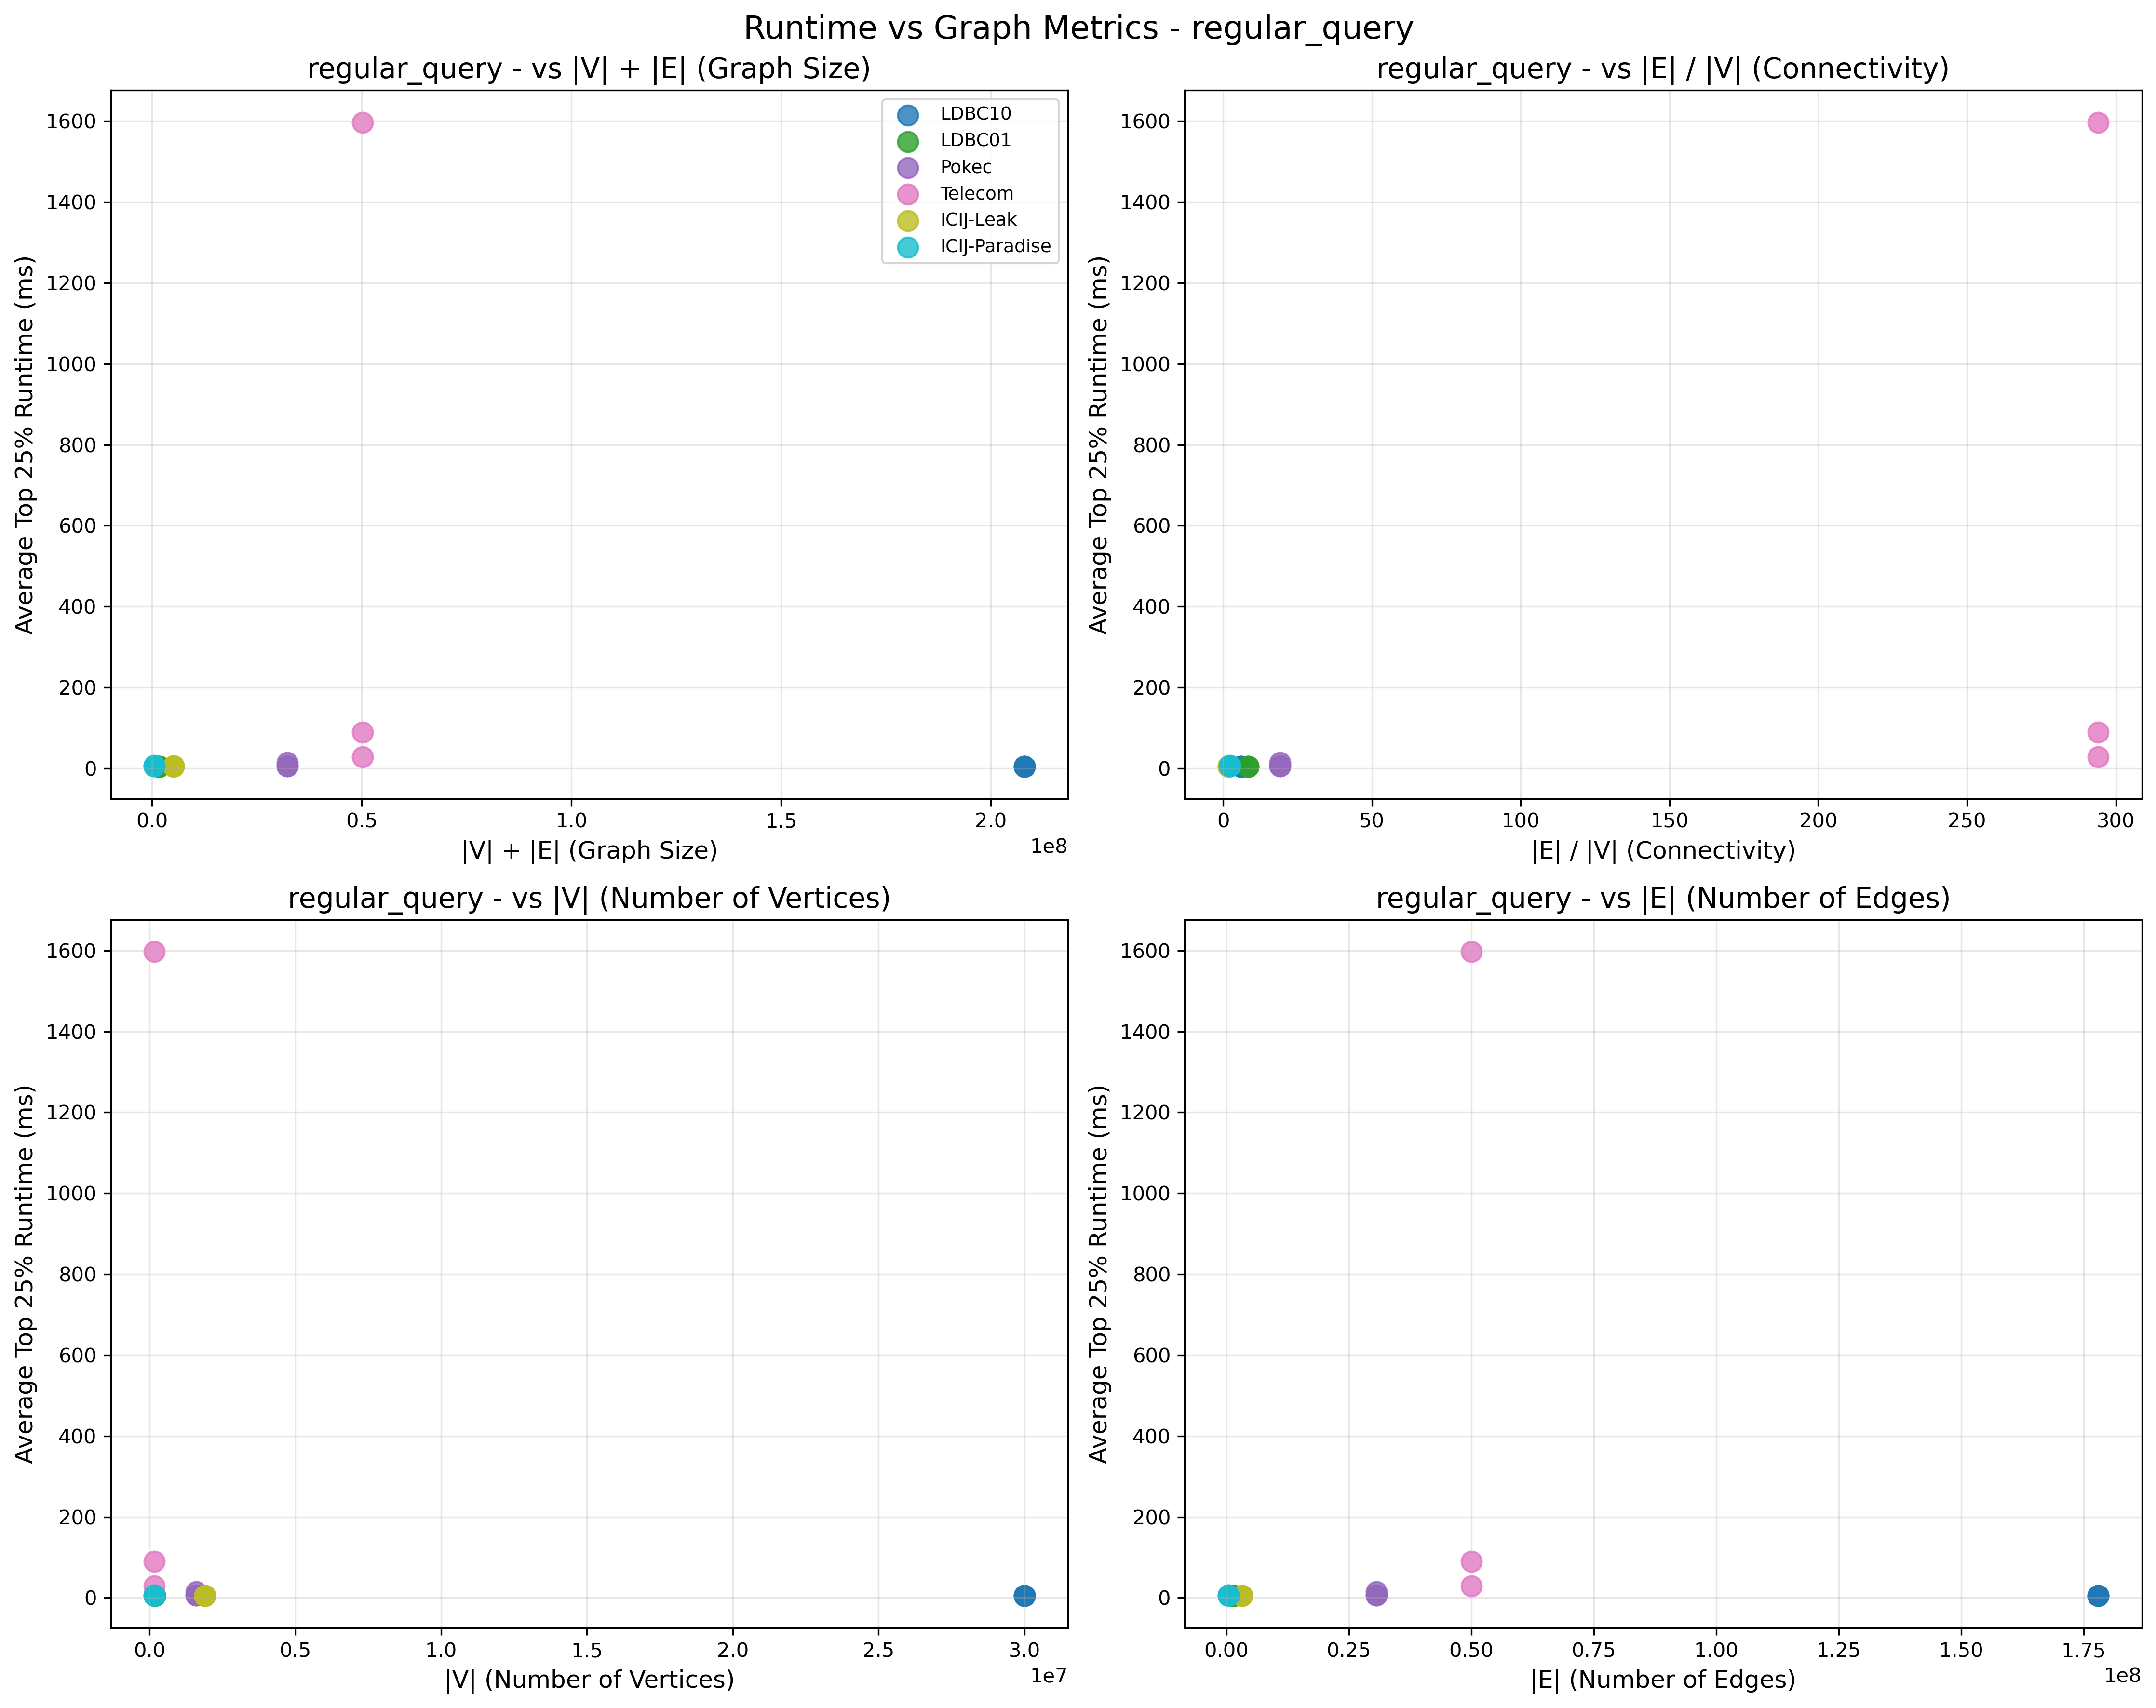 Runtime vs Graph Metrics - regular_query
regular_query - vs |V| + |E| (Graph Size)
Average Top 25% Runtime (ms)
1600
1400
1200
1000
800
600
400
200
0
LDBC10
LDBC01
Pokec
Telecom
ICIJ-Leak
ICIJ-Paradise
0.0 0.5 1.0 1.5 2.0
1e8
|V| + |E| (Graph Size)
regular_query - vs |E| / |V| (Connectivity)
Average Top 25% Runtime (ms)
1600
1400
1200
1000
800
600
400
200
0
0 50 100 150 200 250 300
|E| / |V| (Connectivity)
regular_query - vs |V| (Number of Vertices)
Average Top 25% Runtime (ms)
1600
1400
1200
1000
800
600
400
200
0
0.0 0.5 1.0 1.5 2.0 2.5 3.0
1e7
|V| (Number of Vertices)
regular_query - vs |E| (Number of Edges)
Average Top 25% Runtime (ms)
1600
1400
1200
1000
800
600
400
200
0
0.00 0.25 0.50 0.75 1.00 1.25 1.50 1.75
1e8
|E| (Number of Edges)